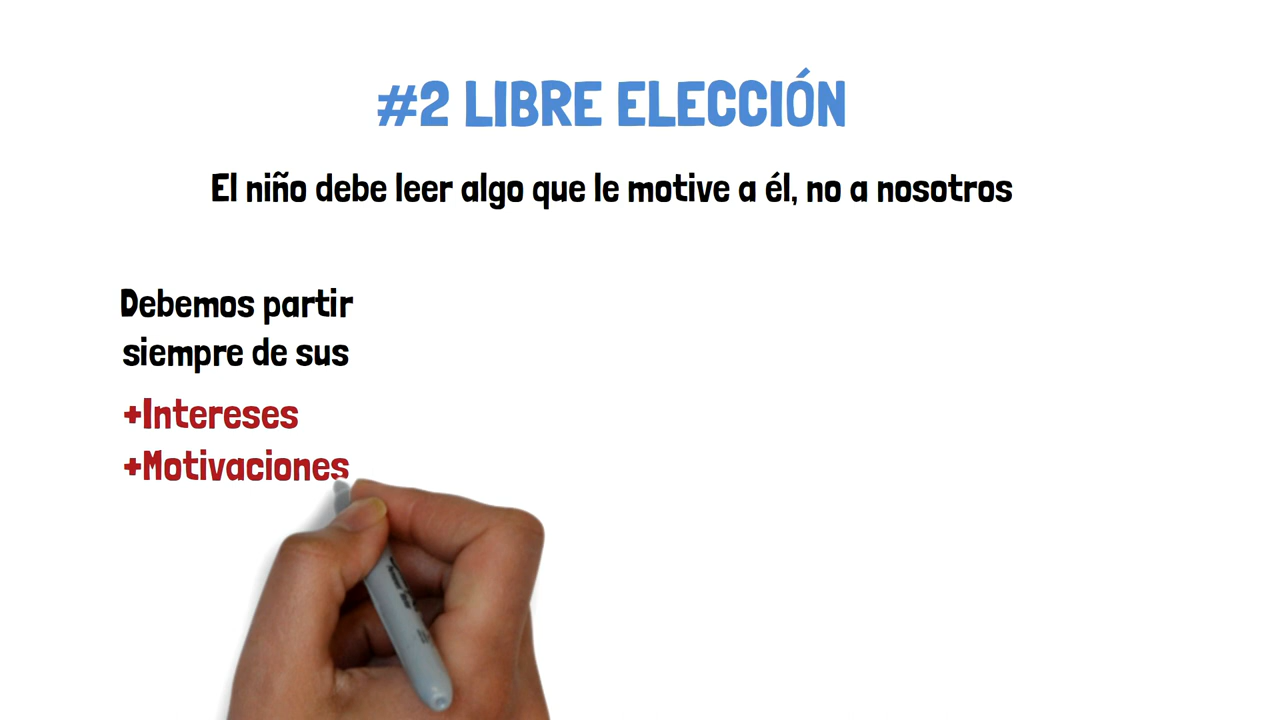 #2 LIBRE ELECCIÓN
El niño debe leer algo que le motive a él, no a nosotros
Debemos partir
siempre de sus
+Intereses
+Motivaciones